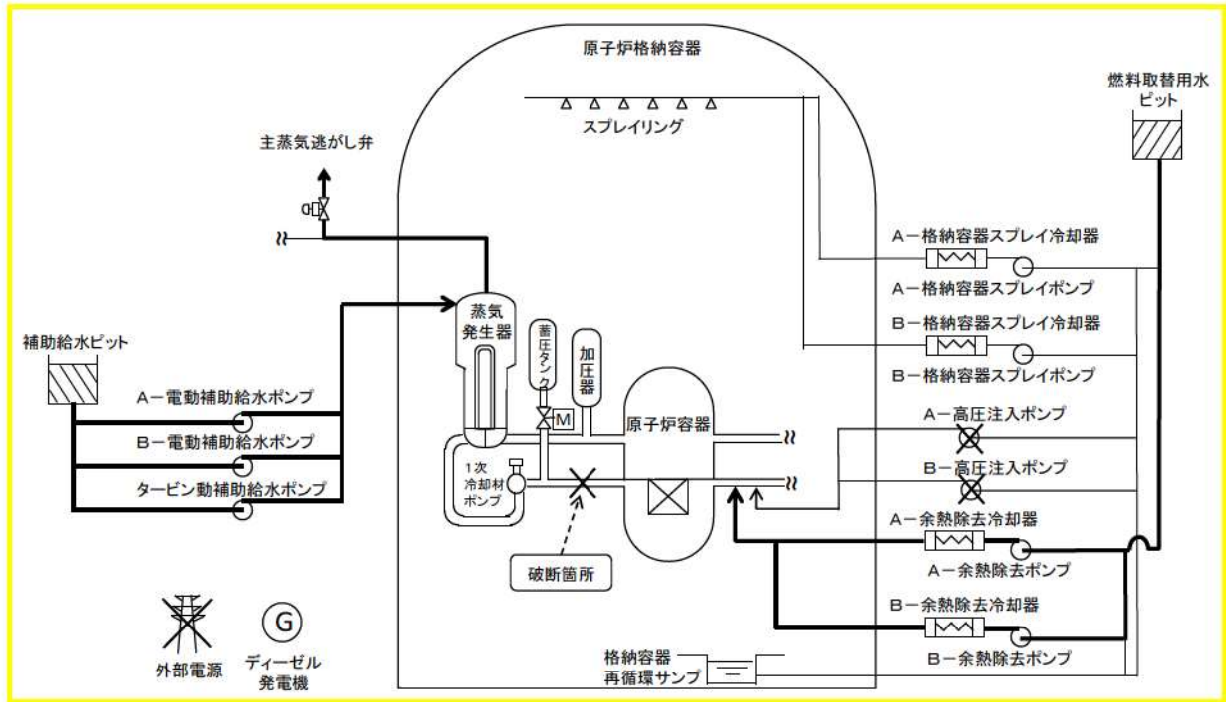 原子炉格納容器
燃料取替用水
ピット
スプレイリング
主蒸気逃がし弁
A－格納容器スプレイ冷却器
A－格納容器スプレイポンプ
蒸気
発生器
蓄圧タンク
加圧器
B－格納容器スプレイ冷却器
B－格納容器スプレイポンプ
補助給水ピット
A－電動補助給水ポンプ
M
原子炉容器
A－高圧注入ポンプ
B－電動補助給水ポンプ
1次
冷却材
ポンプ
B－高圧注入ポンプ
タービン動補助給水ポンプ
A－余熱除去冷却器
破断箇所
A－余熱除去ポンプ
B－余熱除去冷却器
G
外部電源
ディーゼル
発電機
格納容器
再循環サンプ
B－余熱除去ポンプ